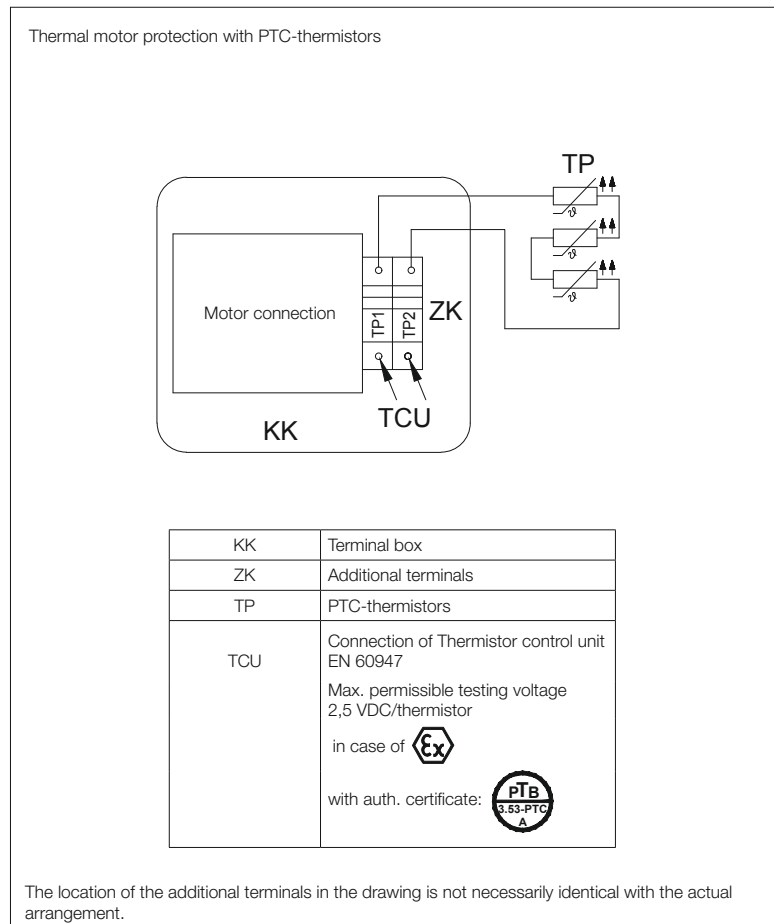 Thermal motor protection with PTC-thermistors
TP
ϑ
ϑ
ϑ
Motor connection
TP1
TP2
ZK
TCU
KK
KK Terminal box
ZK Additional terminals
TP PTC-thermistors
TCU Connection of Thermistor control unit
EN 60947
Max. permissible testing voltage
2,5 VDC/thermistor
in case of Ex
with auth. certificate: PTB
3.53-PTC
A
The location of the additional terminals in the drawing is not necessarily identical with the actual
arrangement.